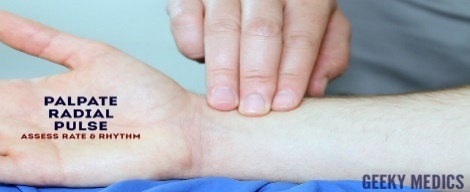 PALPATE
RADIAL
PULSE
ASSESS RATE & RHYTHM
GEEKY MEDICS